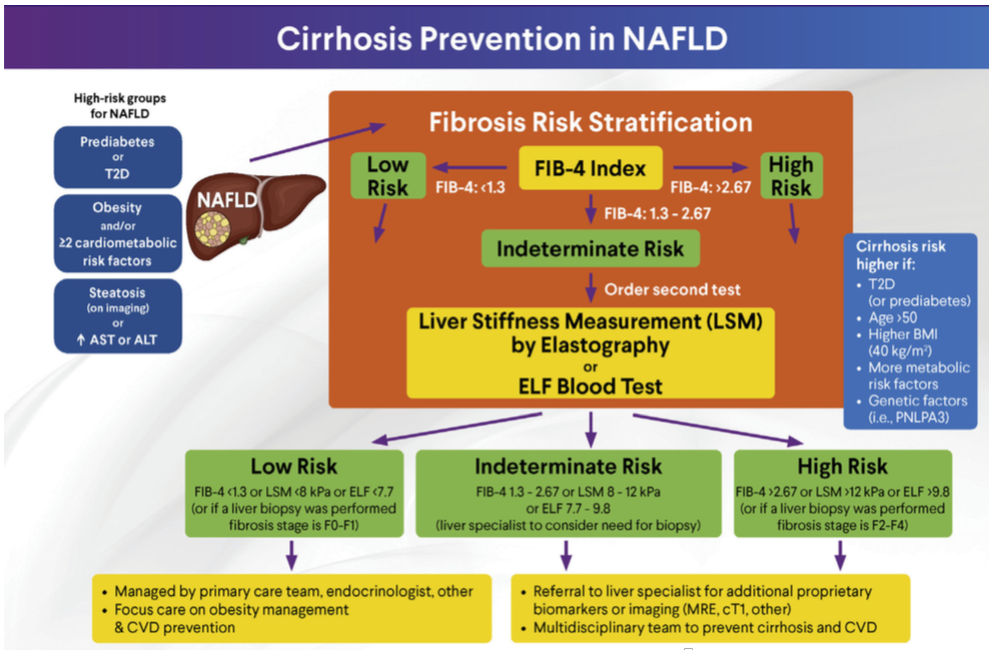 Cirrhosis Prevention in NAFLD
High-risk groups
for NAFLD
Prediabetes
or
T2D
Obesity
and/or
≥2 cardiometabolic
risk factors
Steatosis
(on imaging)
or
↑ AST or ALT
NAFLD
Fibrosis Risk Stratification
Low
Risk
FIB-4: <1.3
FIB-4 Index
FIB-4: >2.67
High
Risk
FIB-4: 1.3 - 2.67
Indeterminate Risk
Order second test
Liver Stiffness Measurement (LSM)
by Elastography
or
ELF Blood Test
Cirrhosis risk
higher if:
• T2D
(or prediabetes)
• Age >50
• Higher BMI
(40 kg/m²)
• More metabolic
risk factors
• Genetic factors
(i.e., PNLPA3)
Low Risk
FIB-4 <1.3 or LSM <8 kPa or ELF <7.7
(or if a liver biopsy was performed
fibrosis stage is F0-F1)
Indeterminate Risk
FIB-4 1.3 - 2.67 or LSM 8 - 12 kPa
or ELF 7.7 - 9.8
(liver specialist to consider need for biopsy)
High Risk
FIB-4 >2.67 or LSM >12 kPa or ELF >9.8
(or if a liver biopsy was performed
fibrosis stage is F2-F4)
• Managed by primary care team, endocrinologist, other
• Focus care on obesity management
& CVD prevention
• Referral to liver specialist for additional proprietary
biomarkers or imaging (MRE, cT1, other)
• Multidisciplinary team to prevent cirrhosis and CVD